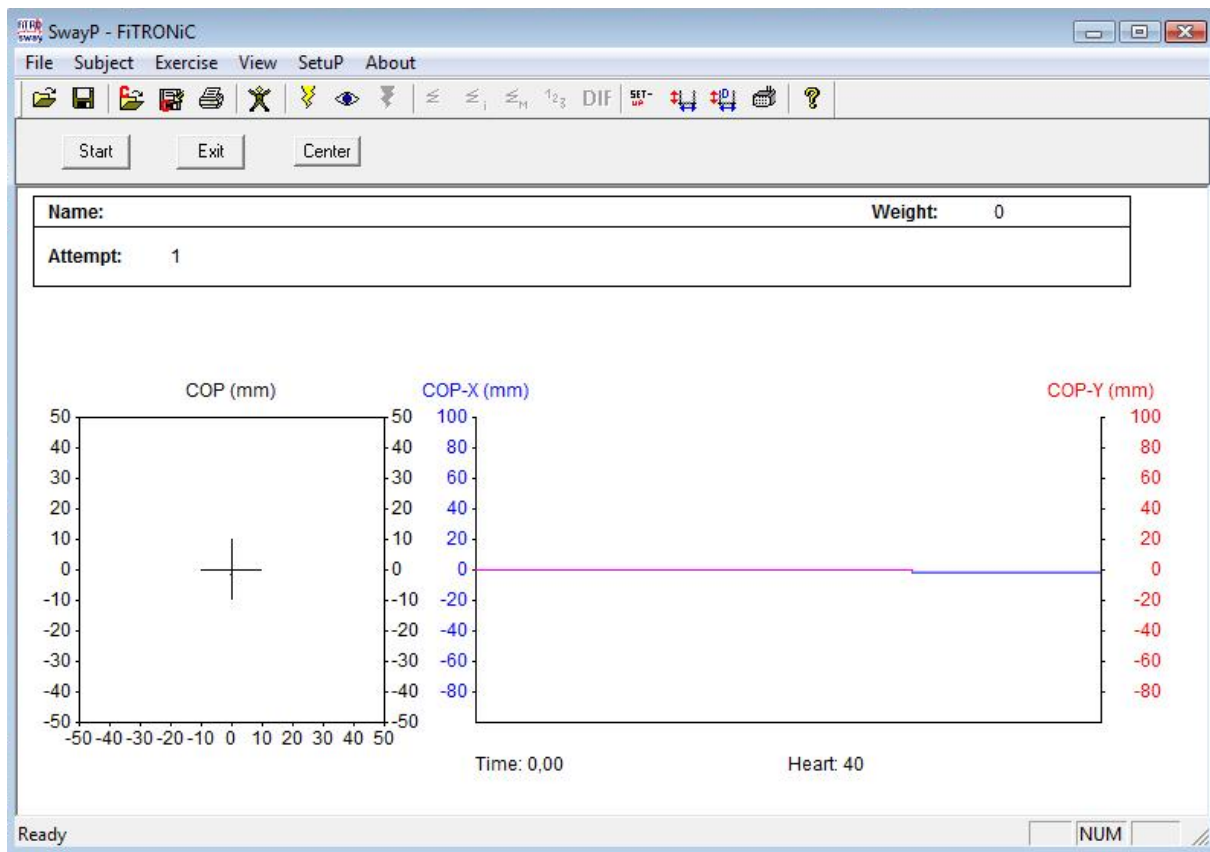 SwayP - FiTRONiC
File Subject Exercise View SetuP About
DIF SET-UP
Start Exit Center
Name: Weight: 0
Attempt: 1
COP (mm) COP-X (mm) COP-Y (mm)
50 50 100 100
40 40 80 80
30 30 60 60
20 20 40 40
10 10 20 20
0 0 0 0
-10 -10 -20 -20
-20 -20 -40 -40
-30 -30 -60 -60
-40 -40 -80 -80
-50 -50
-50 -40 -30 -20 -10 0 10 20 30 40 50
Time: 0,00 Heart: 40
Ready NUM